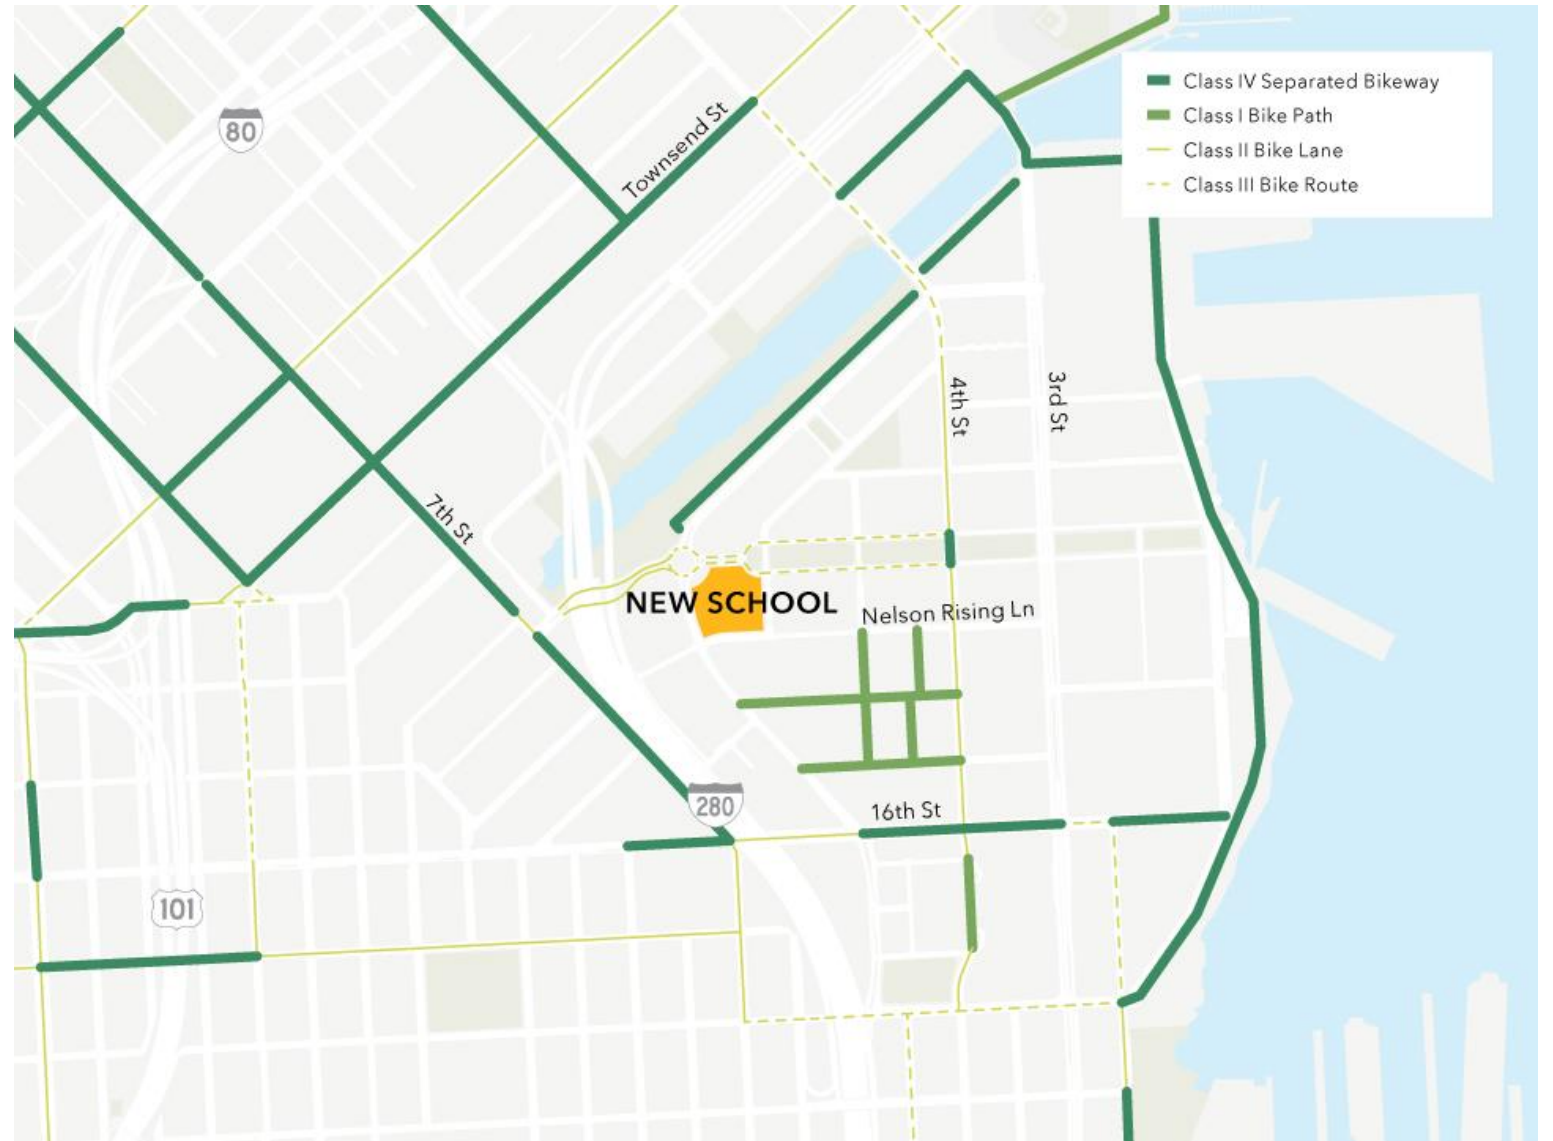 Class IV Separated Bikeway
Class I Bike Path
Class II Bike Lane
Class III Bike Route
80
Townsend St
4th St
3rd St
7th St
NEW SCHOOL
Nelson Rising Ln
280
16th St
101